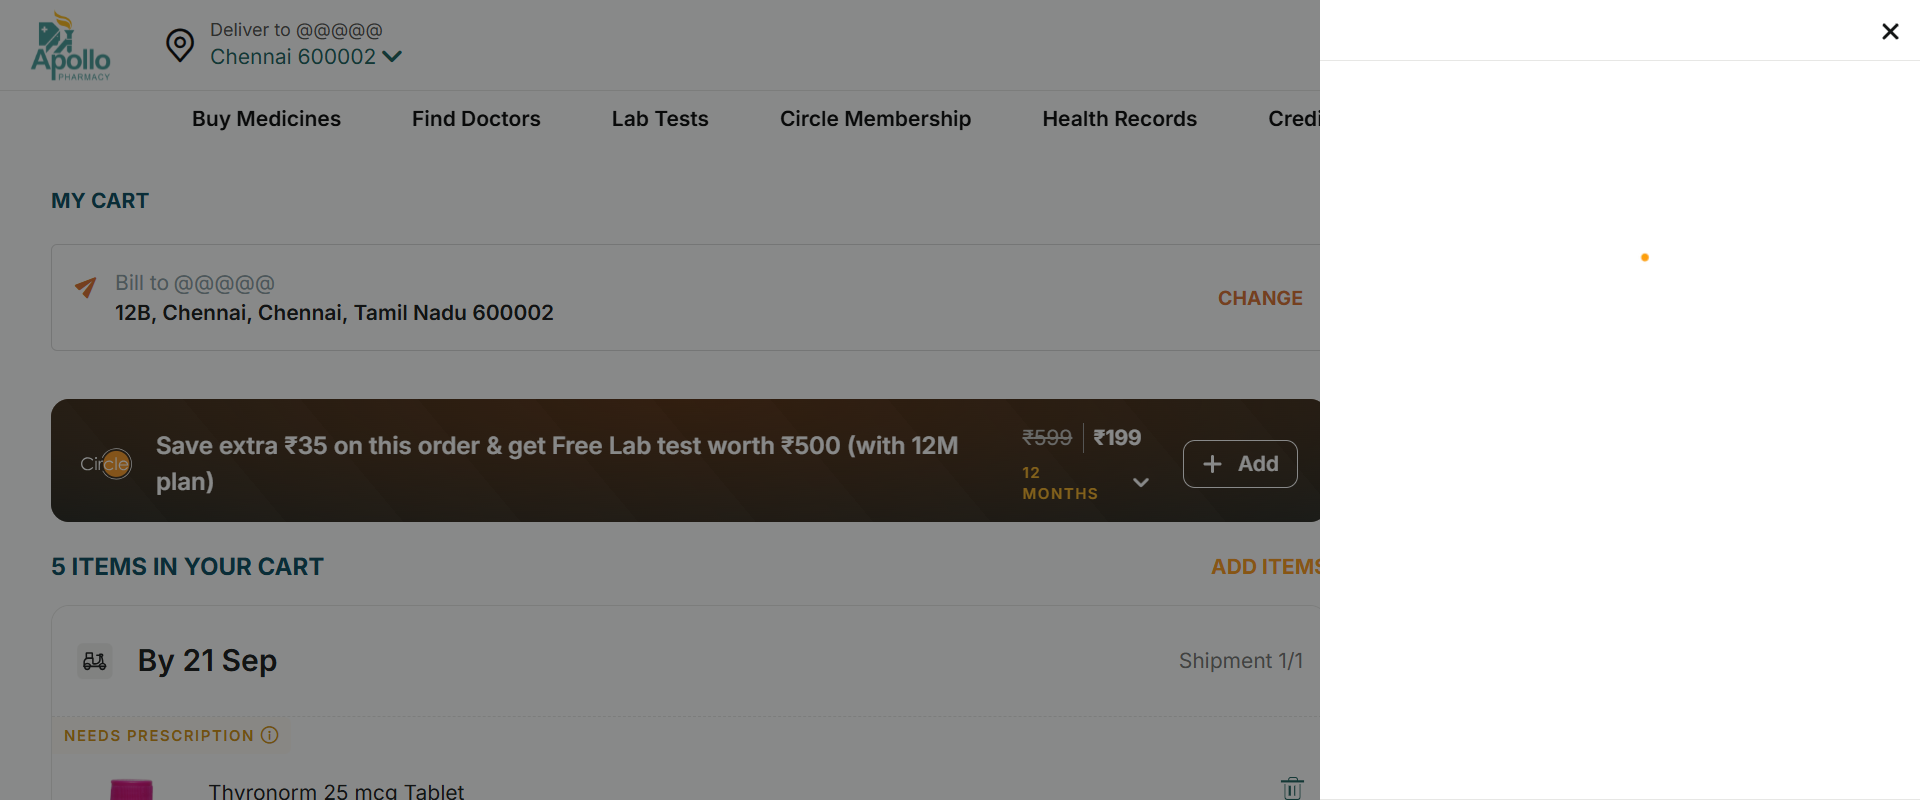 Apollo
PHARMACY
Deliver to @@@@@
Chennai 600002
Buy Medicines
Find Doctors
Lab Tests
Circle Membership
Health Records
Credi
MY CART
Bill to @@@@@
12B, Chennai, Chennai, Tamil Nadu 600002
CHANGE
Circle
Save extra ₹35 on this order & get Free Lab test worth ₹500 (with 12M
plan)
₹599
₹199
12
MONTHS
+ Add
5 ITEMS IN YOUR CART
ADD ITEMS
By 21 Sep
Shipment 1/1
NEEDS PRESCRIPTION
Thyronorm 25 mcg Tablet